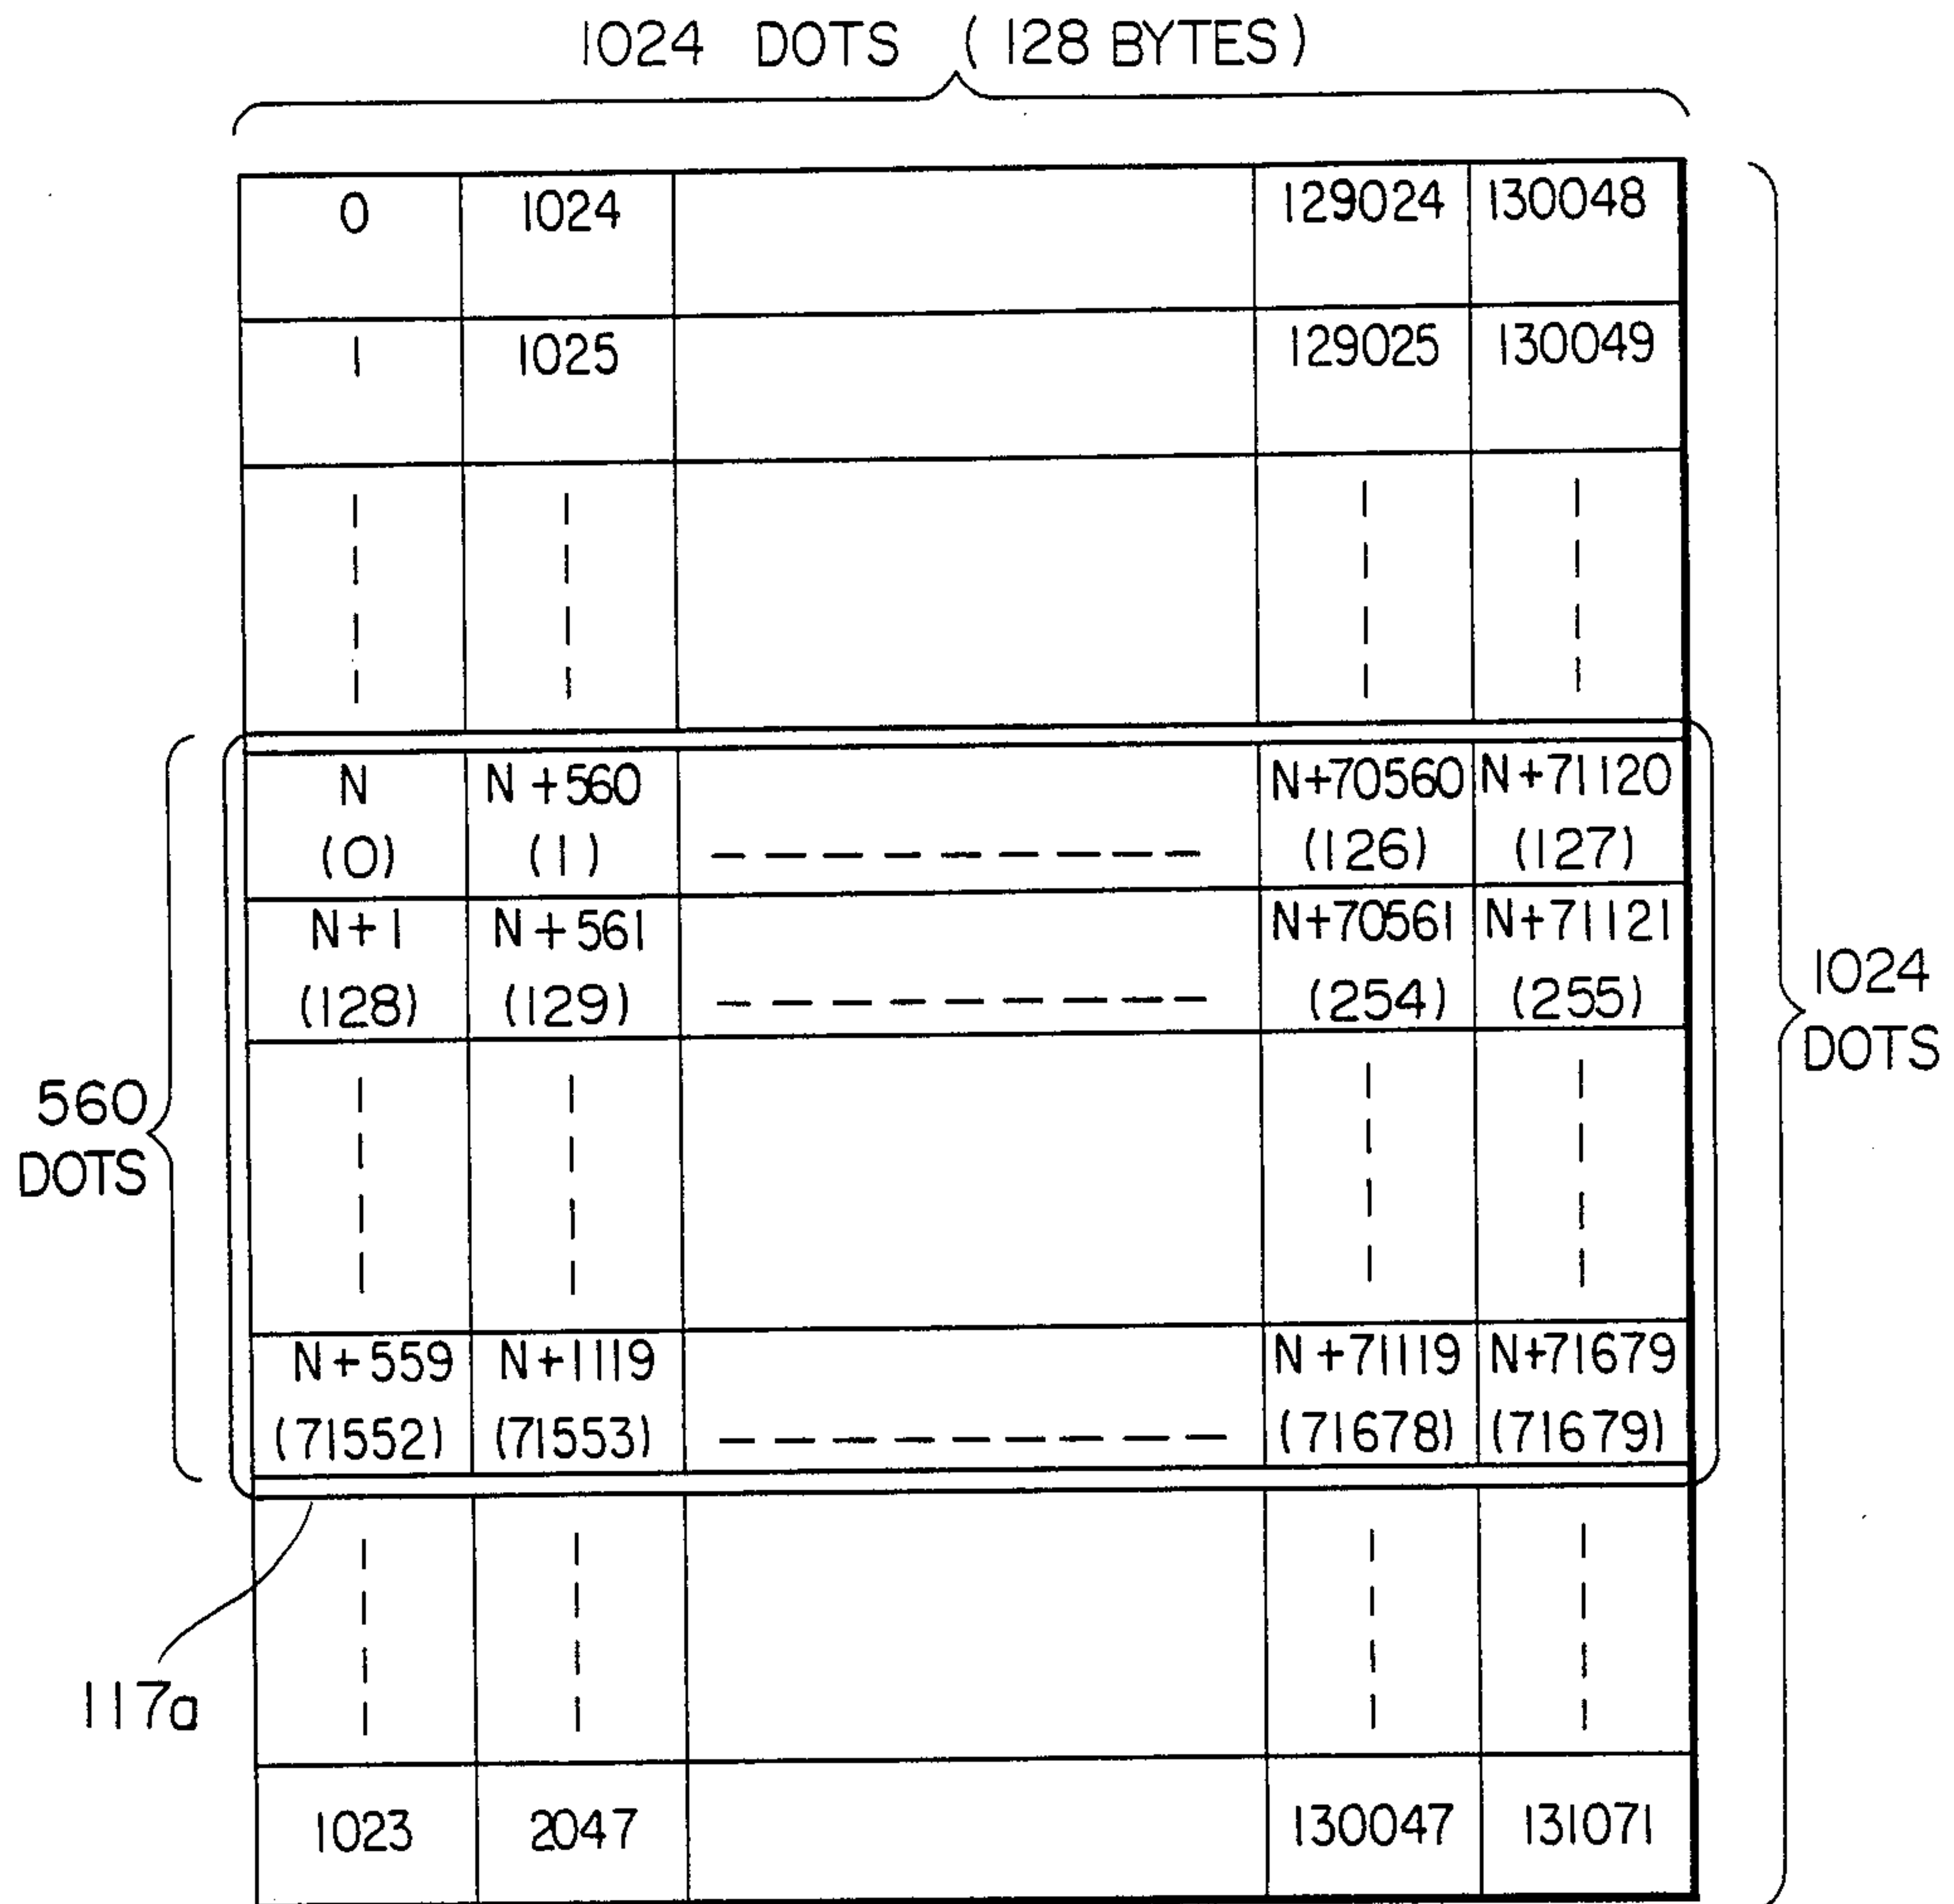 1024 DOTS (128 BYTES)
0 1024 129024 130048
1 1025 129025 130049
N N+560 N+70560 N+71120
(0) (1) (126) (127)
N+1 N+561 N+70561 N+71121
(128) (129) (254) (255)
1024
DOTS
560
DOTS
N+559 N+1119 N+71119 N+71679
(71552) (71553) (71678) (71679)
117a
1023 2047 130047 131071